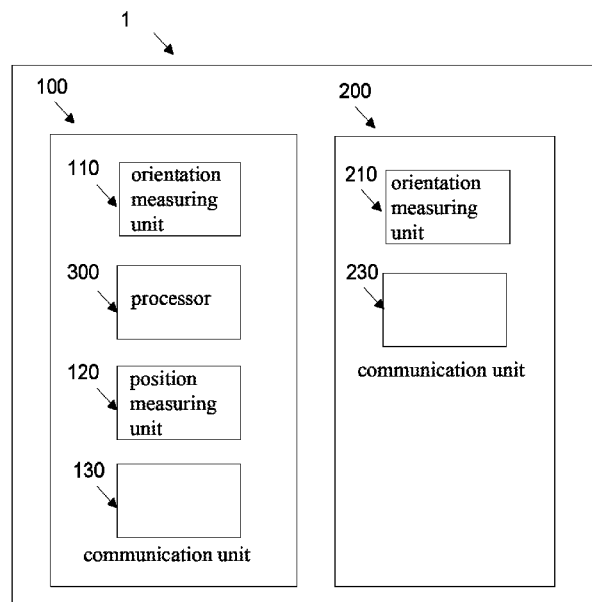 1
100
200
110
orientation
measuring
unit
210
orientation
measuring
unit
300
processor
230
communication unit
120
position
measuring
unit
130
communication unit